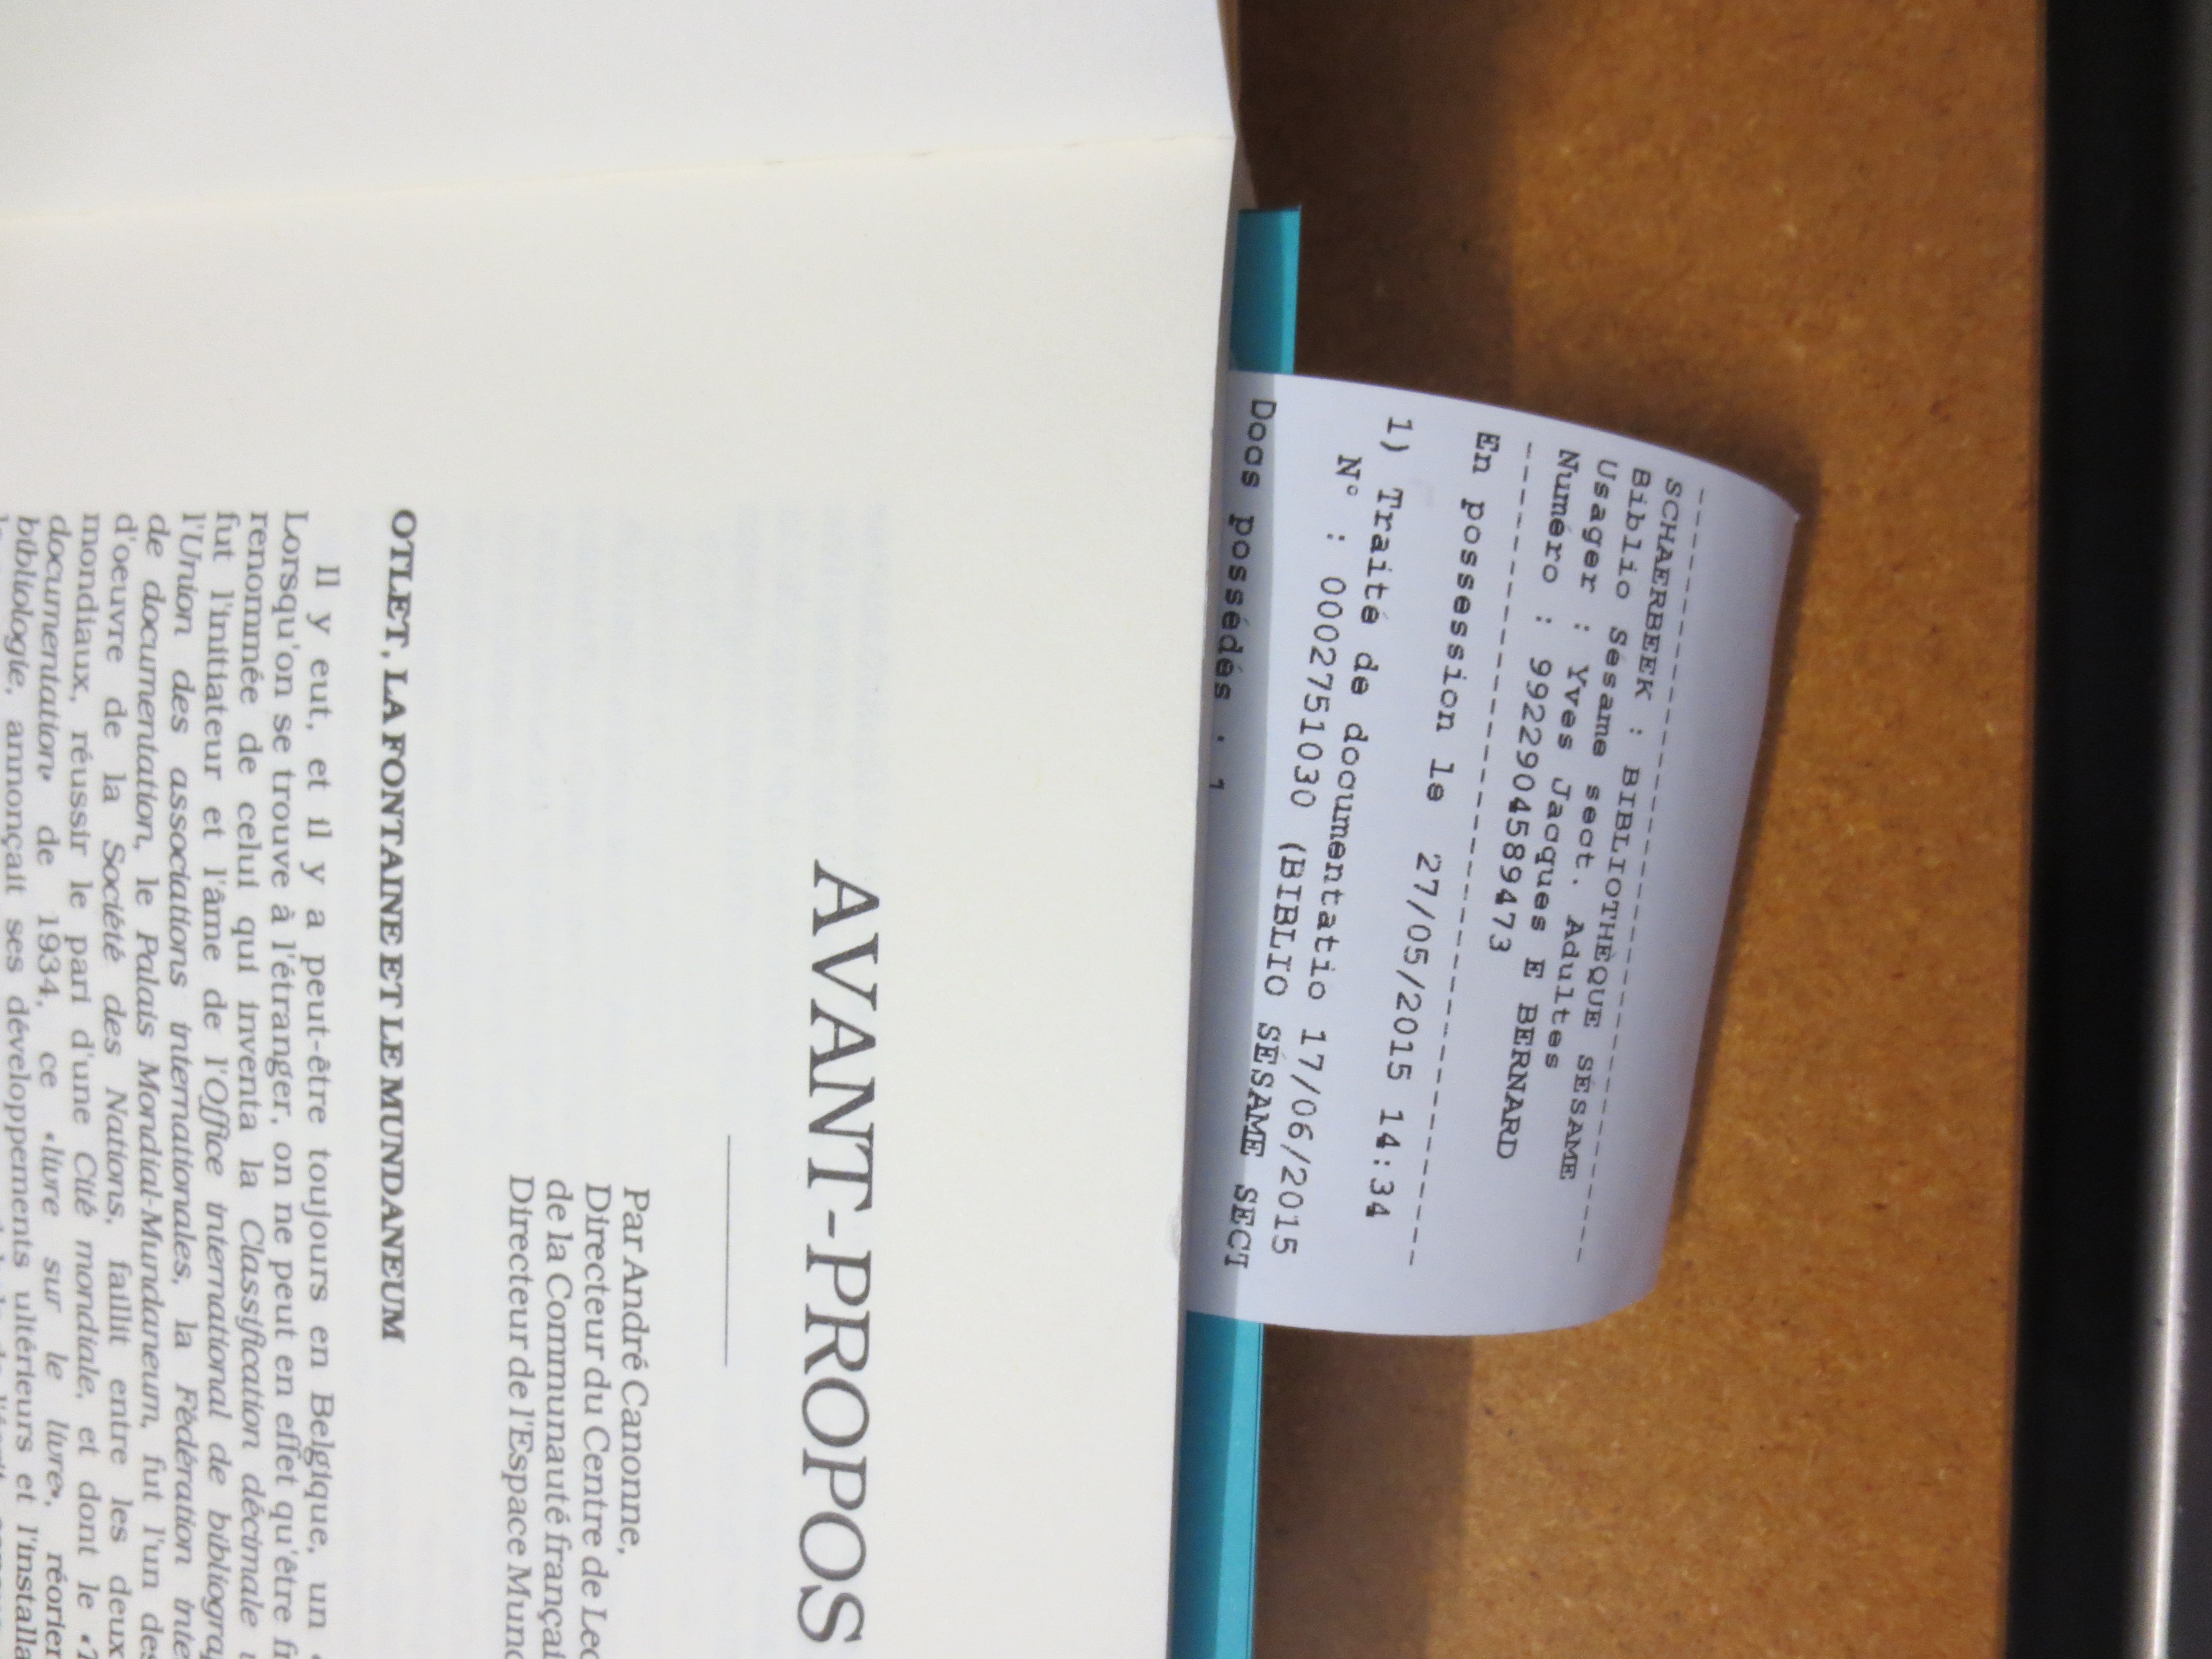 ------------------------------
SCHAERBEEK : BIBLIOTHÈQUE SÉSAME
Biblio Sésame sect. Adultes
Usager : Yves Jacques E BERNARD
Numéro : 9922904589473
------------------------------
En possession le 27/05/2015 14:34
1) Traité de documentatio 17/06/2015
N° : 0002751030 (BIBLIO SÉSAME SECT
Docs possédés : 1
AVANT-PROPOS
Par André Canonne,
Directeur du Centre de
de la Communauté
Directeur de l'Espace
OTLET, LA FONTAINE ET LE MUNDANEUM
Il y eut, et il y a peut-être toujours en Belgique, un
Lorsqu'on se trouve à l'étranger, on ne peut en effet qu'être
renommée de celui qui inventa la Classification décimale
fut l'initiateur et l'âme de l'Office international de
l'Union des associations internationales, la Fédération
de documentation, le Palais Mondial-Mundaneum, fut l'un des
d'oeuvre de la Société des Nations, faillit entre les deux
mondiaux, réussir le pari d'une Cité mondiale, et dont le
documentation» de 1934, ce «livre sur le livre»,
bibliologie, annonçait ses développements ultérieurs et